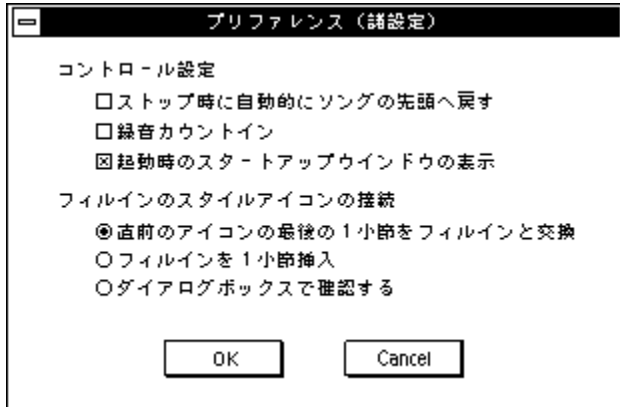 プリファレンス（諸設定）
コントロール設定
ストップ時に自動的にソングの先頭へ戻す
録音カウントイン
起動時のスタートアップウインドウの表示
フィルインのスタイルアイコンの接続
直前のアイコンの最後の１小節をフィルインと交換
フィルインを１小節挿入
ダイアログボックスで確認する
OK Cancel